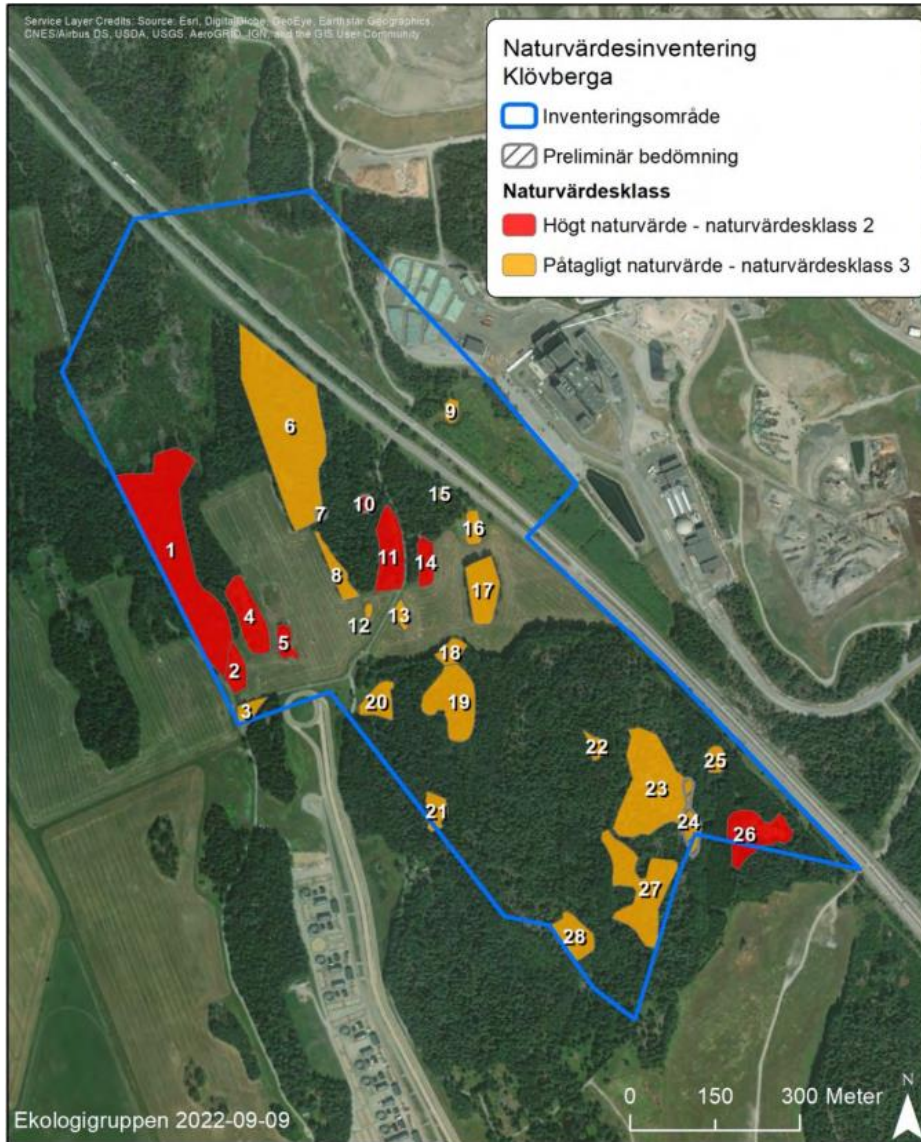 Service Layer Credits: Source: Esri, DigitalGlobe, GeoEye, Earthstar Geographics,
CNES/Airbus DS, USDA, USGS, AeroGRID, IGN, and the GIS User Community
Naturvärdesinventering
Klövberga
Inventeringsområde
Preliminär bedömning
Naturvärdesklass
Högt naturvärde - naturvärdesklass 2
Påtagligt naturvärde - naturvärdesklass 3
9
6
10
15
7
16
11
1
14
8
17
4
12
13
5
18
2
19
20
3
22
25
23
21
24
26
27
28
N
0 150 300 Meter
Ekologigruppen 2022-09-09